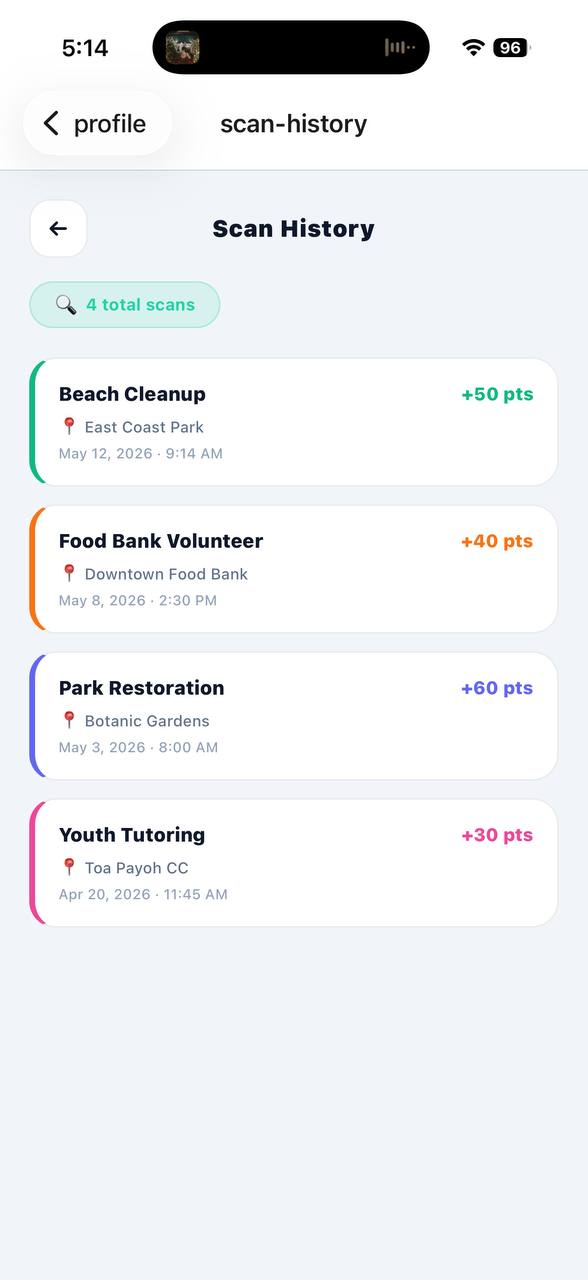 5:14
96
profile
scan-history
Scan History
4 total scans
Beach Cleanup
+50 pts
East Coast Park
May 12, 2026 · 9:14 AM
Food Bank Volunteer
+40 pts
Downtown Food Bank
May 8, 2026 · 2:30 PM
Park Restoration
+60 pts
Botanic Gardens
May 3, 2026 · 8:00 AM
Youth Tutoring
+30 pts
Toa Payoh CC
Apr 20, 2026 · 11:45 AM